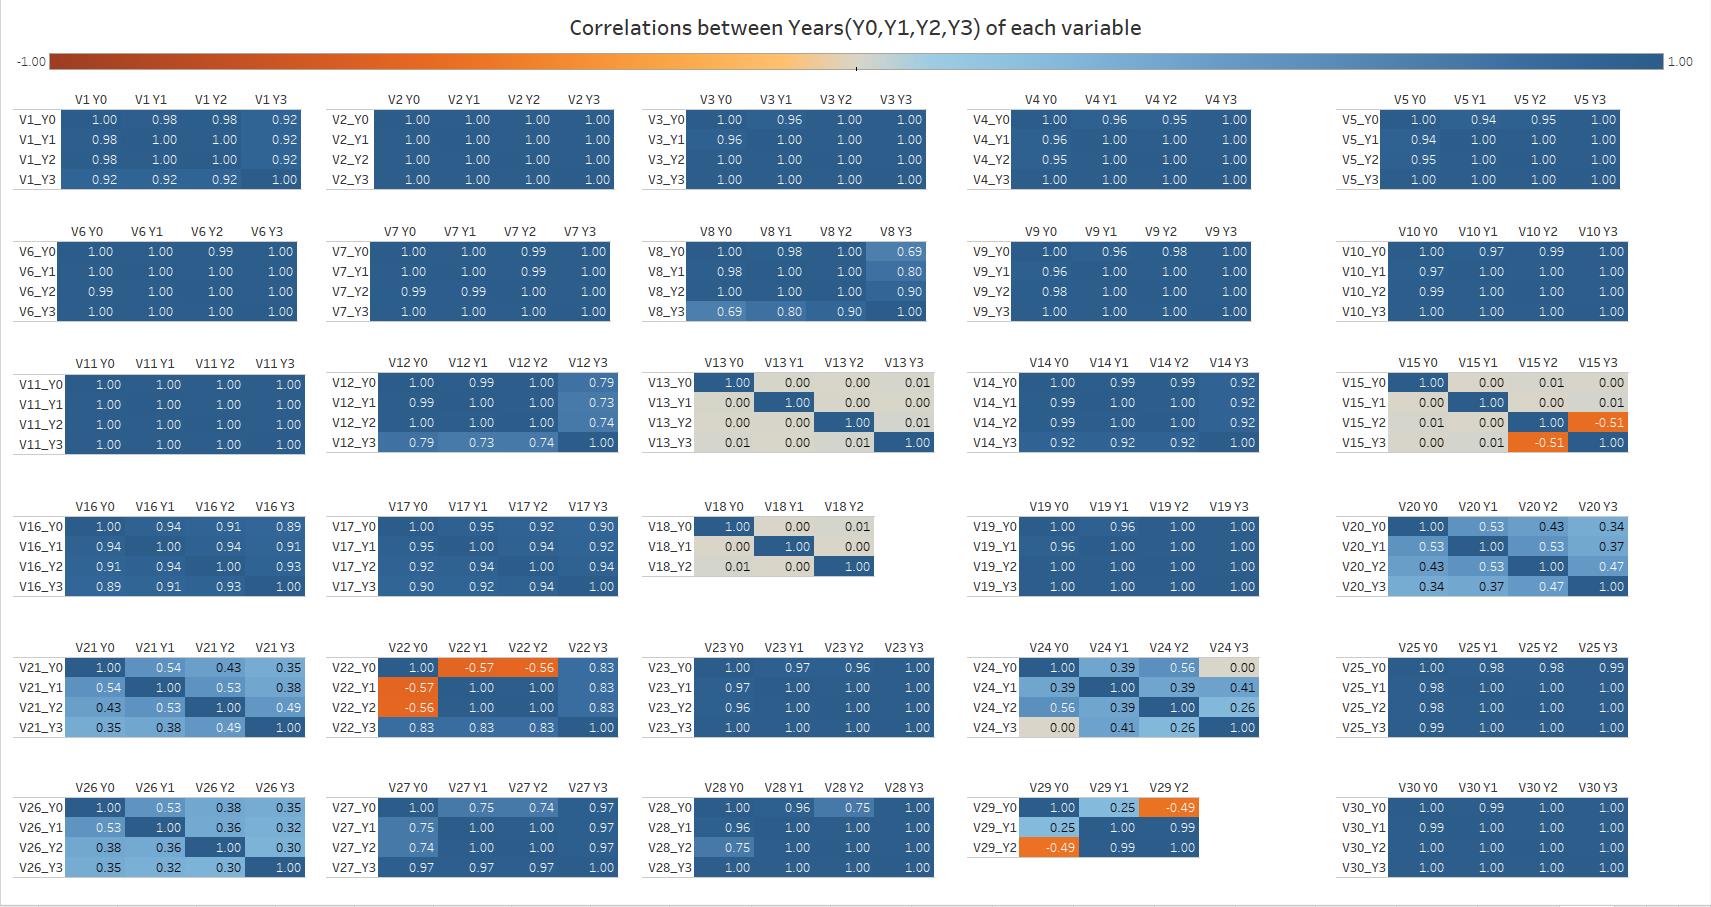 Correlations between Years(Y0,Y1,Y2,Y3) of each variable
-1.00 1.00
V1 Y0 V1 Y1 V1 Y2 V1 Y3 V2 Y0 V2 Y1 V2 Y2 V2 Y3 V3 Y0 V3 Y1 V3 Y2 V3 Y3 V4 Y0 V4 Y1 V4 Y2 V4 Y3 V5 Y0 V5 Y1 V5 Y2 V5 Y3
V1_Y0 1.00 0.98 0.98 0.92 V2_Y0 1.00 1.00 1.00 1.00 V3_Y0 1.00 0.96 1.00 1.00 V4_Y0 1.00 0.96 0.95 1.00 V5_Y0 1.00 0.94 0.95 1.00
V1_Y1 0.98 1.00 1.00 0.92 V2_Y1 1.00 1.00 1.00 1.00 V3_Y1 0.96 1.00 1.00 1.00 V4_Y1 0.96 1.00 1.00 1.00 V5_Y1 0.94 1.00 1.00 1.00
V1_Y2 0.98 1.00 1.00 0.92 V2_Y2 1.00 1.00 1.00 1.00 V3_Y2 1.00 1.00 1.00 1.00 V4_Y2 0.95 1.00 1.00 1.00 V5_Y2 0.95 1.00 1.00 1.00
V1_Y3 0.92 0.92 0.92 1.00 V2_Y3 1.00 1.00 1.00 1.00 V3_Y3 1.00 1.00 1.00 1.00 V4_Y3 1.00 1.00 1.00 1.00 V5_Y3 1.00 1.00 1.00 1.00
V6 Y0 V6 Y1 V6 Y2 V6 Y3 V7 Y0 V7 Y1 V7 Y2 V7 Y3 V8 Y0 V8 Y1 V8 Y2 V8 Y3 V9 Y0 V9 Y1 V9 Y2 V9 Y3 V10 Y0 V10 Y1 V10 Y2 V10 Y3
V6_Y0 1.00 1.00 0.99 1.00 V7_Y0 1.00 1.00 0.99 1.00 V8_Y0 1.00 0.98 1.00 0.69 V9_Y0 1.00 0.96 0.98 1.00 V10_Y0 1.00 0.97 0.99 1.00
V6_Y1 1.00 1.00 1.00 1.00 V7_Y1 1.00 1.00 0.99 1.00 V8_Y1 0.98 1.00 1.00 0.80 V9_Y1 0.96 1.00 1.00 1.00 V10_Y1 0.97 1.00 1.00 1.00
V6_Y2 0.99 1.00 1.00 1.00 V7_Y2 0.99 0.99 1.00 1.00 V8_Y2 1.00 1.00 1.00 0.90 V9_Y2 0.98 1.00 1.00 1.00 V10_Y2 0.99 1.00 1.00 1.00
V6_Y3 1.00 1.00 1.00 1.00 V7_Y3 1.00 1.00 1.00 1.00 V8_Y3 0.69 0.80 0.90 1.00 V9_Y3 1.00 1.00 1.00 1.00 V10_Y3 1.00 1.00 1.00 1.00
V11 Y0 V11 Y1 V11 Y2 V11 Y3 V12 Y0 V12 Y1 V12 Y2 V12 Y3 V13 Y0 V13 Y1 V13 Y2 V13 Y3 V14 Y0 V14 Y1 V14 Y2 V14 Y3 V15 Y0 V15 Y1 V15 Y2 V15 Y3
V11_Y0 1.00 1.00 1.00 1.00 V12_Y0 1.00 0.99 1.00 0.79 V13_Y0 1.00 0.00 0.00 0.01 V14_Y0 1.00 0.99 0.99 0.92 V15_Y0 1.00 0.00 0.01 0.00
V11_Y1 1.00 1.00 1.00 1.00 V12_Y1 0.99 1.00 1.00 0.73 V13_Y1 0.00 1.00 0.00 0.00 V14_Y1 0.99 1.00 1.00 0.92 V15_Y1 0.00 1.00 0.00 0.01
V11_Y2 1.00 1.00 1.00 1.00 V12_Y2 1.00 1.00 1.00 0.74 V13_Y2 0.00 0.00 1.00 0.01 V14_Y2 0.99 1.00 1.00 0.92 V15_Y2 0.01 0.00 1.00 -0.51
V11_Y3 1.00 1.00 1.00 1.00 V12_Y3 0.79 0.73 0.74 1.00 V13_Y3 0.01 0.00 0.01 1.00 V14_Y3 0.92 0.92 0.92 1.00 V15_Y3 0.00 0.01 -0.51 1.00
V16 Y0 V16 Y1 V16 Y2 V16 Y3 V17 Y0 V17 Y1 V17 Y2 V17 Y3 V18 Y0 V18 Y1 V18 Y2 V19 Y0 V19 Y1 V19 Y2 V19 Y3 V20 Y0 V20 Y1 V20 Y2 V20 Y3
V16_Y0 1.00 0.94 0.91 0.89 V17_Y0 1.00 0.95 0.92 0.90 V18_Y0 1.00 0.00 0.01 V19_Y0 1.00 0.96 1.00 1.00 V20_Y0 1.00 0.53 0.43 0.34
V16_Y1 0.94 1.00 0.94 0.91 V17_Y1 0.95 1.00 0.94 0.92 V18_Y1 0.00 1.00 0.00 V19_Y1 0.96 1.00 1.00 1.00 V20_Y1 0.53 1.00 0.53 0.37
V16_Y2 0.91 0.94 1.00 0.93 V17_Y2 0.92 0.94 1.00 0.94 V18_Y2 0.01 0.00 1.00 V19_Y2 1.00 1.00 1.00 1.00 V20_Y2 0.43 0.53 1.00 0.47
V16_Y3 0.89 0.91 0.93 1.00 V17_Y3 0.90 0.92 0.94 1.00 V19_Y3 1.00 1.00 1.00 1.00 V20_Y3 0.34 0.37 0.47 1.00
V21 Y0 V21 Y1 V21 Y2 V21 Y3 V22 Y0 V22 Y1 V22 Y2 V22 Y3 V23 Y0 V23 Y1 V23 Y2 V23 Y3 V24 Y0 V24 Y1 V24 Y2 V24 Y3 V25 Y0 V25 Y1 V25 Y2 V25 Y3
V21_Y0 1.00 0.54 0.43 0.35 V22_Y0 1.00 -0.57 -0.56 0.83 V23_Y0 1.00 0.97 0.96 1.00 V24_Y0 1.00 0.39 0.56 0.00 V25_Y0 1.00 0.98 0.98 0.99
V21_Y1 0.54 1.00 0.53 0.38 V22_Y1 -0.57 1.00 1.00 0.83 V23_Y1 0.97 1.00 1.00 1.00 V24_Y1 0.39 1.00 0.39 0.41 V25_Y1 0.98 1.00 1.00 1.00
V21_Y2 0.43 0.53 1.00 0.49 V22_Y2 -0.56 1.00 1.00 0.83 V23_Y2 0.96 1.00 1.00 1.00 V24_Y2 0.56 0.39 1.00 0.26 V25_Y2 0.98 1.00 1.00 1.00
V21_Y3 0.35 0.38 0.49 1.00 V22_Y3 0.83 0.83 0.83 1.00 V23_Y3 1.00 1.00 1.00 1.00 V24_Y3 0.00 0.41 0.26 1.00 V25_Y3 0.99 1.00 1.00 1.00
V26 Y0 V26 Y1 V26 Y2 V26 Y3 V27 Y0 V27 Y1 V27 Y2 V27 Y3 V28 Y0 V28 Y1 V28 Y2 V28 Y3 V29 Y0 V29 Y1 V29 Y2 V30 Y0 V30 Y1 V30 Y2 V30 Y3
V26_Y0 1.00 0.53 0.38 0.35 V27_Y0 1.00 0.75 0.74 0.97 V28_Y0 1.00 0.96 0.75 1.00 V29_Y0 1.00 0.25 -0.49 V30_Y0 1.00 0.99 1.00 1.00
V26_Y1 0.53 1.00 0.36 0.32 V27_Y1 0.75 1.00 1.00 0.97 V28_Y1 0.96 1.00 1.00 1.00 V29_Y1 0.25 1.00 0.99 V30_Y1 0.99 1.00 1.00 1.00
V26_Y2 0.38 0.36 1.00 0.30 V27_Y2 0.74 1.00 1.00 0.97 V28_Y2 0.75 1.00 1.00 1.00 V29_Y2 -0.49 0.99 1.00 V30_Y2 1.00 1.00 1.00 1.00
V26_Y3 0.35 0.32 0.30 1.00 V27_Y3 0.97 0.97 0.97 1.00 V28_Y3 1.00 1.00 1.00 1.00 V30_Y3 1.00 1.00 1.00 1.00